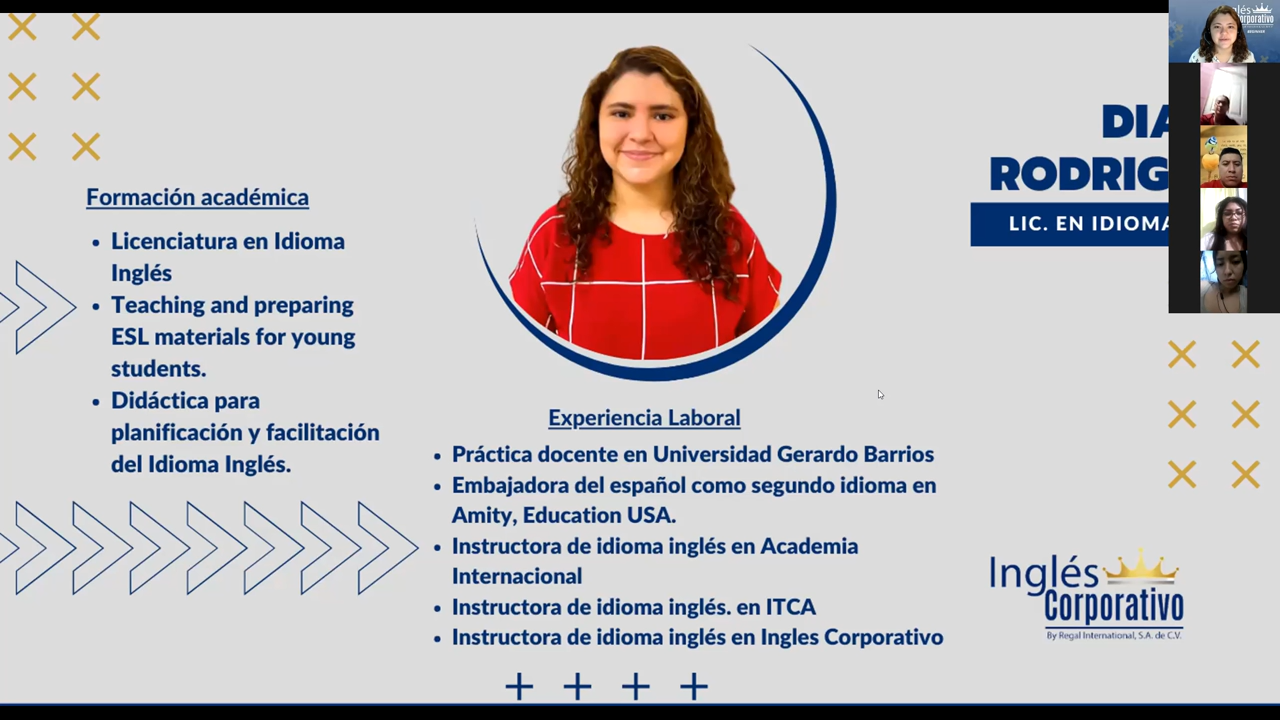 Formación académica
Licenciatura en Idioma
Inglés
Teaching and preparing
ESL materials for young
students.
Didáctica para
planificación y facilitación
del Idioma Inglés.
Experiencia Laboral
Práctica docente en Universidad Gerardo Barrios
Embajadora del español como segundo idioma en
Amity, Education USA.
Instructora de idioma inglés en Academia
Internacional
Instructora de idioma inglés. en ITCA
Instructora de idioma inglés en Ingles Corporativo
DIA
RODRIG
LIC. EN IDIOMA
Inglés
Corporativo
By Regal International, S.A. de C.V.